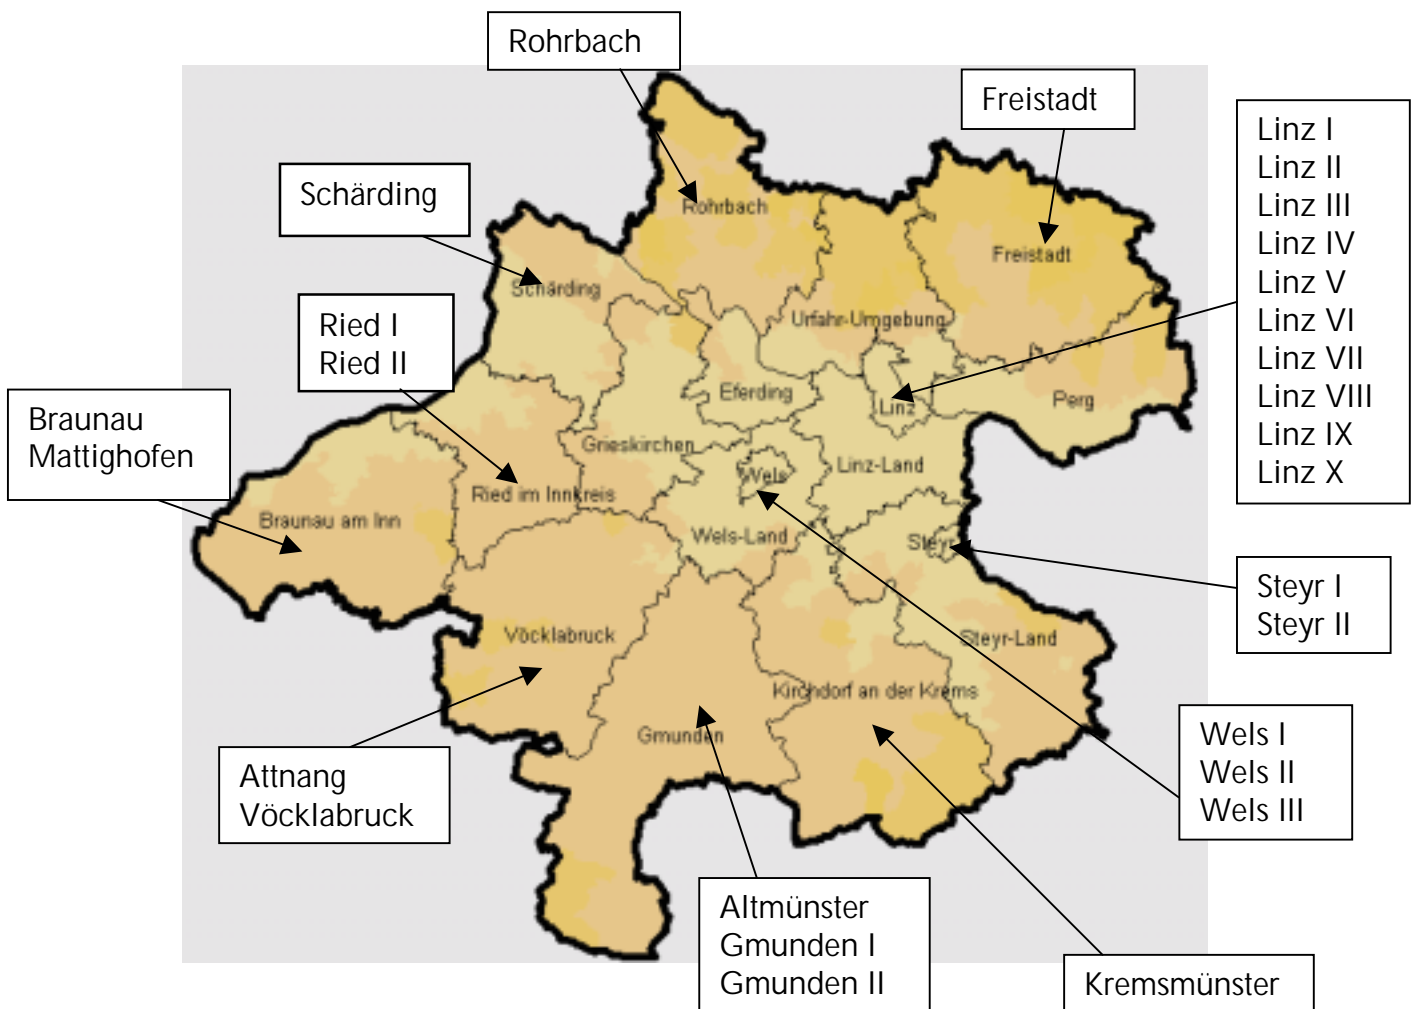 Rohrbach
Freistadt
Linz I
Linz II
Linz III
Linz IV
Linz V
Linz VI
Linz VII
Linz VIII
Linz IX
Linz X
Schärding
Ried I
Ried II
Braunau
Mattighofen
Rohrbach
Freistadt
Schärding
Urfahr-Umgebung
Eferding
Linz
Perg
Grieskirchen
Wels
Linz-Land
Ried im Innkreis
Braunau am Inn
Wels-Land
Steyr
Vöcklabruck
Steyr-Land
Kirchdorf an der Krems
Gmunden
Steyr I
Steyr II
Wels I
Wels II
Wels III
Attnang
Vöcklabruck
Altmünster
Gmunden I
Gmunden II
Kremsmünster